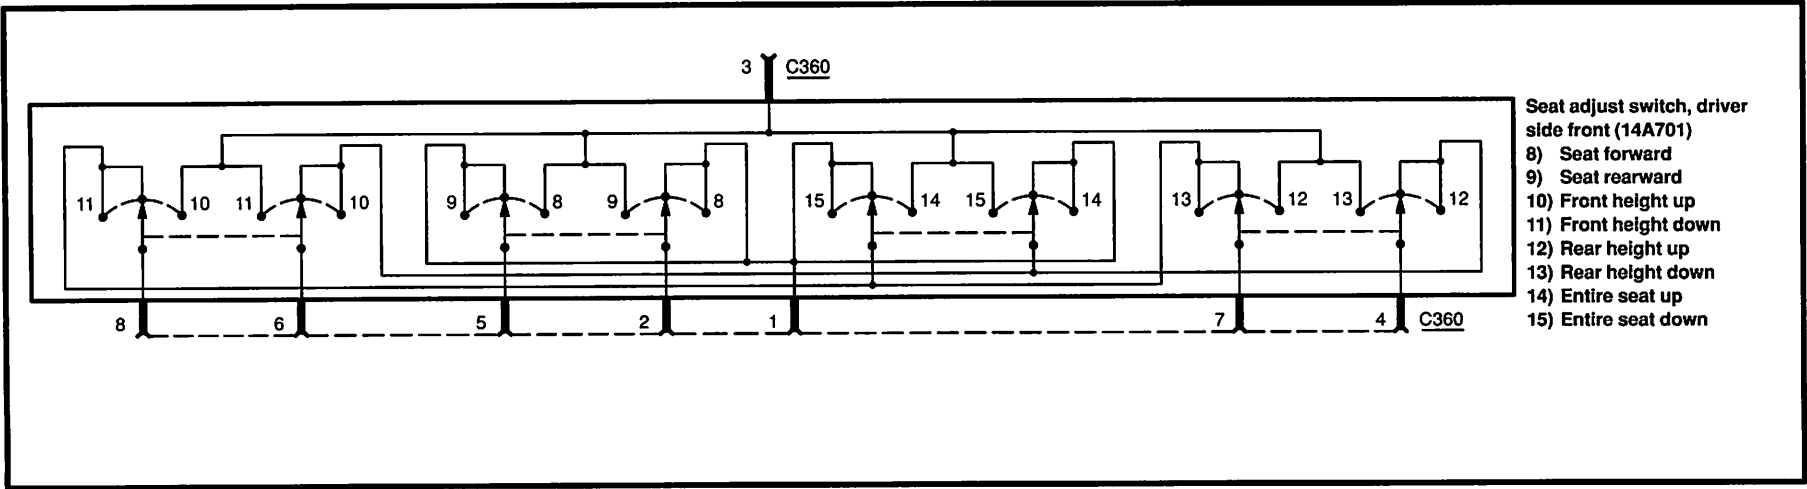 3 C360
Seat adjust switch, driver
side front (14A701)
8) Seat forward
9) Seat rearward
10) Front height up
11) Front height down
12) Rear height up
13) Rear height down
14) Entire seat up
15) Entire seat down
11 10 11 10 9 8 9 8 15 14 15 14 13 12 13 12
8 6 5 2 1 7 4 C360